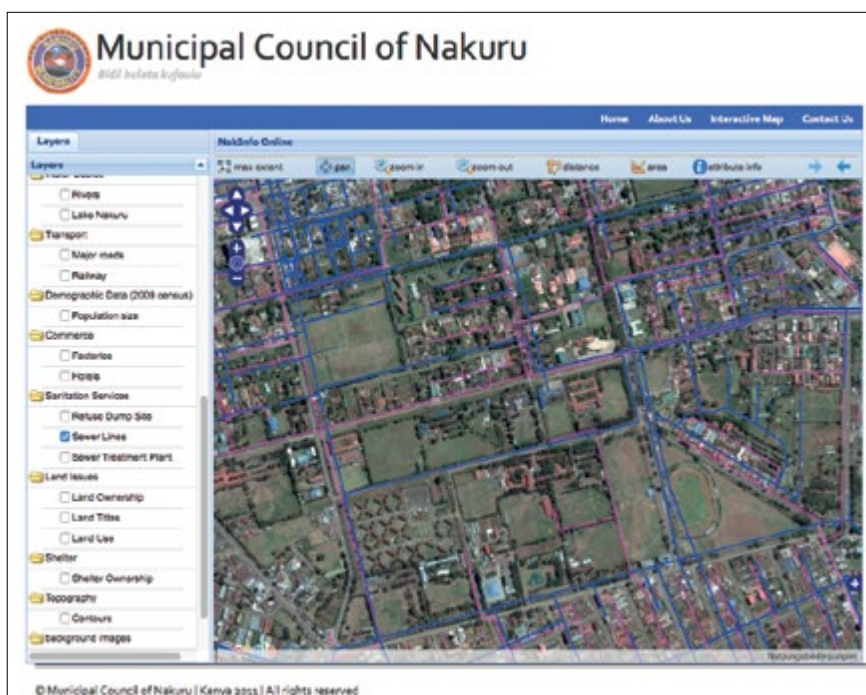 Municipal Council of Nakuru
Home About Us Interactive Map Contact Us
Layers NakInfo Online
Layers
max extent pan zoom in zoom out distance area attribute info
Rivers
Lake Nakuru
Transport
Major roads
Railway
Demographic Data (2009 census)
Population size
Commerce
Factories
Hotels
Sanitation Services
Refuse Dump Site
Sewer Lines
Sewer Treatment Plant
Land Issues
Land Ownership
Land Titles
Land Use
Shelter
Shelter Ownership
Topography
Contours
background images
Nutzungsbedingungen
© Municipal Council of Nakuru | Kenya 2011 | All rights reserved